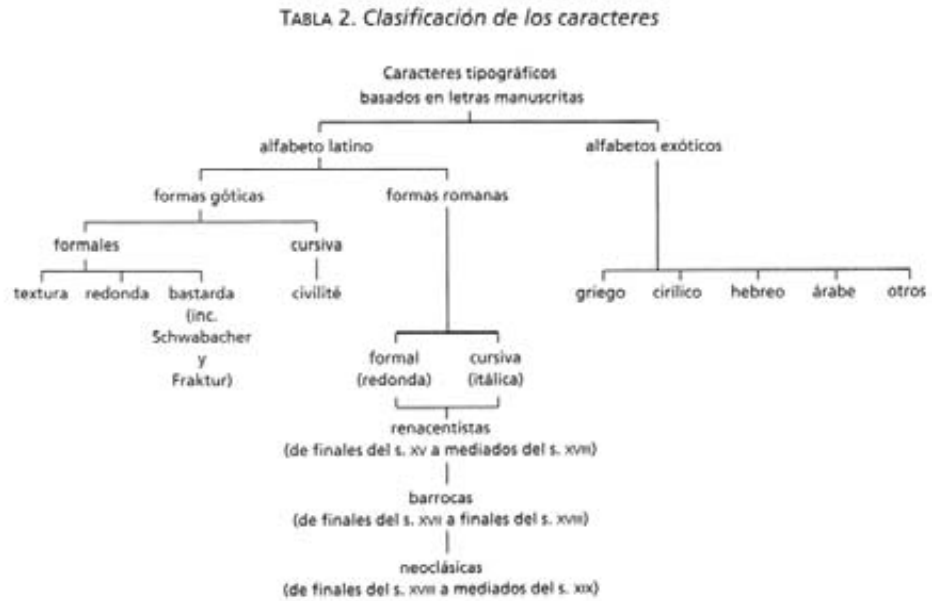 TABLA 2. Clasificación de los caracteres
Caracteres tipográficos
basados en letras manuscritas
alfabeto latino
alfabetos exóticos
formas góticas
formas romanas
formales
cursiva
textura
redonda
bastarda
(inc.
Schwabacher
y
Fraktur)
civilité
griego
cirílico
hebreo
árabe
otros
formal
(redonda)
cursiva
(itálica)
renacentistas
(de finales del s. XV a mediados del s. XVIII)
barrocas
(de finales del s. XVII a finales del s. XVIII)
neoclásicas
(de finales del s. XVIII a mediados del s. XIX)